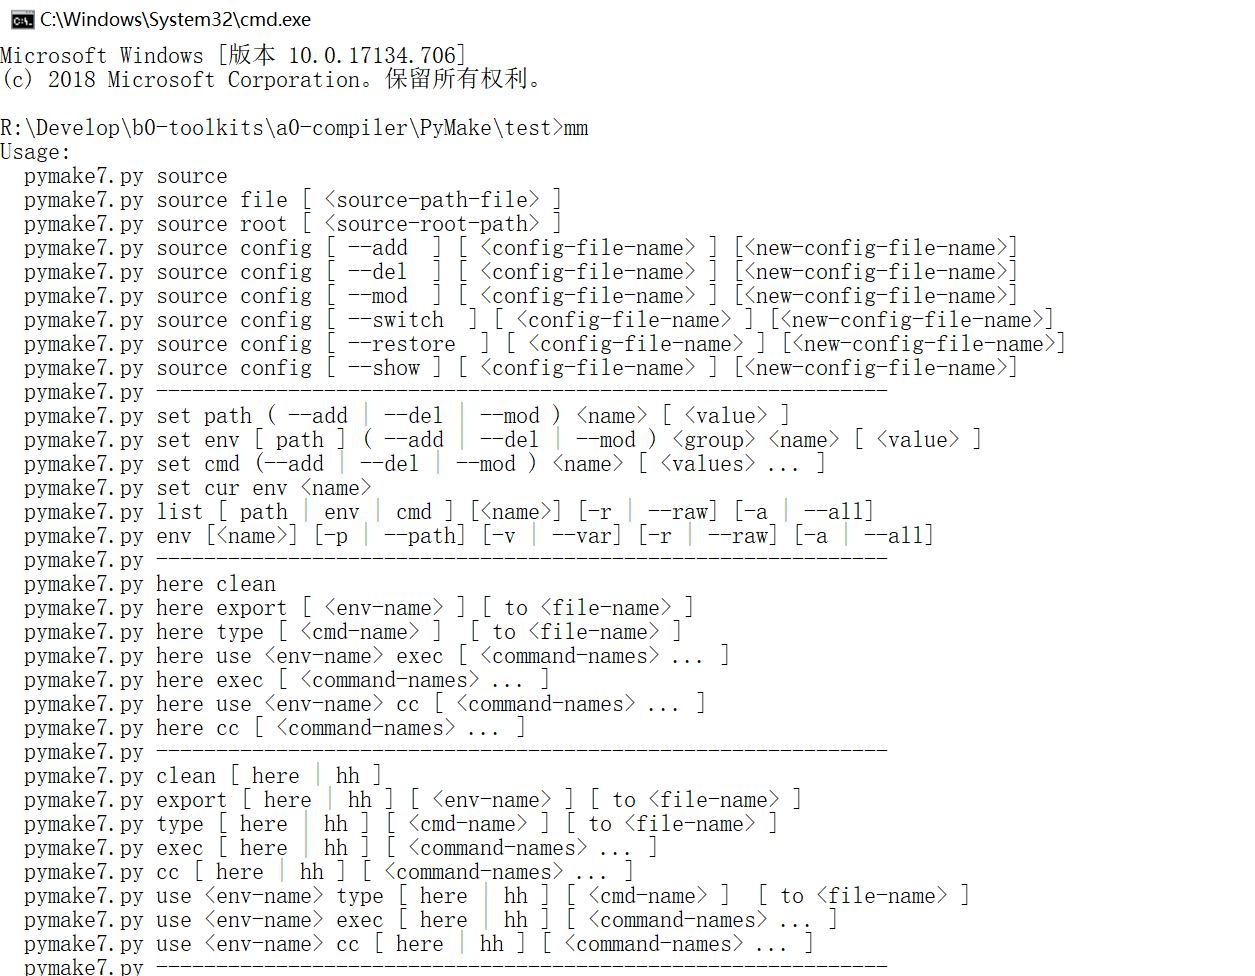 C:\Windows\System32\cmd.exe
Microsoft Windows [版本 10.0.17134.706]
(c) 2018 Microsoft Corporation。保留所有权利。
R:\Develop\b0-toolkits\a0-compiler\PyMake\test>mm
Usage:
  pymake7.py source
  pymake7.py source file [ <source-path-file> ]
  pymake7.py source root [ <source-root-path> ]
  pymake7.py source config [ --add  ] [ <config-file-name> ] [<new-config-file-name>]
  pymake7.py source config [ --del  ] [ <config-file-name> ] [<new-config-file-name>]
  pymake7.py source config [ --mod  ] [ <config-file-name> ] [<new-config-file-name>]
  pymake7.py source config [ --switch  ] [ <config-file-name> ] [<new-config-file-name>]
  pymake7.py source config [ --restore  ] [ <config-file-name> ] [<new-config-file-name>]
  pymake7.py source config [ --show ] [ <config-file-name> ] [<new-config-file-name>]
  pymake7.py -------------------------------------------------------------
  pymake7.py set path ( --add | --del | --mod ) <name> [ <value> ]
  pymake7.py set env [ path ] ( --add | --del | --mod ) <group> <name> [ <value> ]
  pymake7.py set cmd (--add | --del | --mod ) <name> [ <values> ... ]
  pymake7.py set cur env <name>
  pymake7.py list [ path | env | cmd ] [<name>] [-r | --raw] [-a | --all]
  pymake7.py env [<name>] [-p | --path] [-v | --var] [-r | --raw] [-a | --all]
  pymake7.py -------------------------------------------------------------
  pymake7.py here clean
  pymake7.py here export [ <env-name> ] [ to <file-name> ]
  pymake7.py here type [ <cmd-name> ]  [ to <file-name> ]
  pymake7.py here use <env-name> exec [ <command-names> ... ]
  pymake7.py here exec [ <command-names> ... ]
  pymake7.py here use <env-name> cc [ <command-names> ... ]
  pymake7.py here cc [ <command-names> ... ]
  pymake7.py -------------------------------------------------------------
  pymake7.py clean [ here | hh ]
  pymake7.py export [ here | hh ] [ <env-name> ] [ to <file-name> ]
  pymake7.py type [ here | hh ] [ <cmd-name> ] [ to <file-name> ]
  pymake7.py exec [ here | hh ] [ <command-names> ... ]
  pymake7.py cc [ here | hh ] [ <command-names> ... ]
  pymake7.py use <env-name> type [ here | hh ] [ <cmd-name> ]  [ to <file-name> ]
  pymake7.py use <env-name> exec [ here | hh ] [ <command-names> ... ]
  pymake7.py use <env-name> cc [ here | hh ] [ <command-names> ... ]
  pymake7.py -------------------------------------------------------------